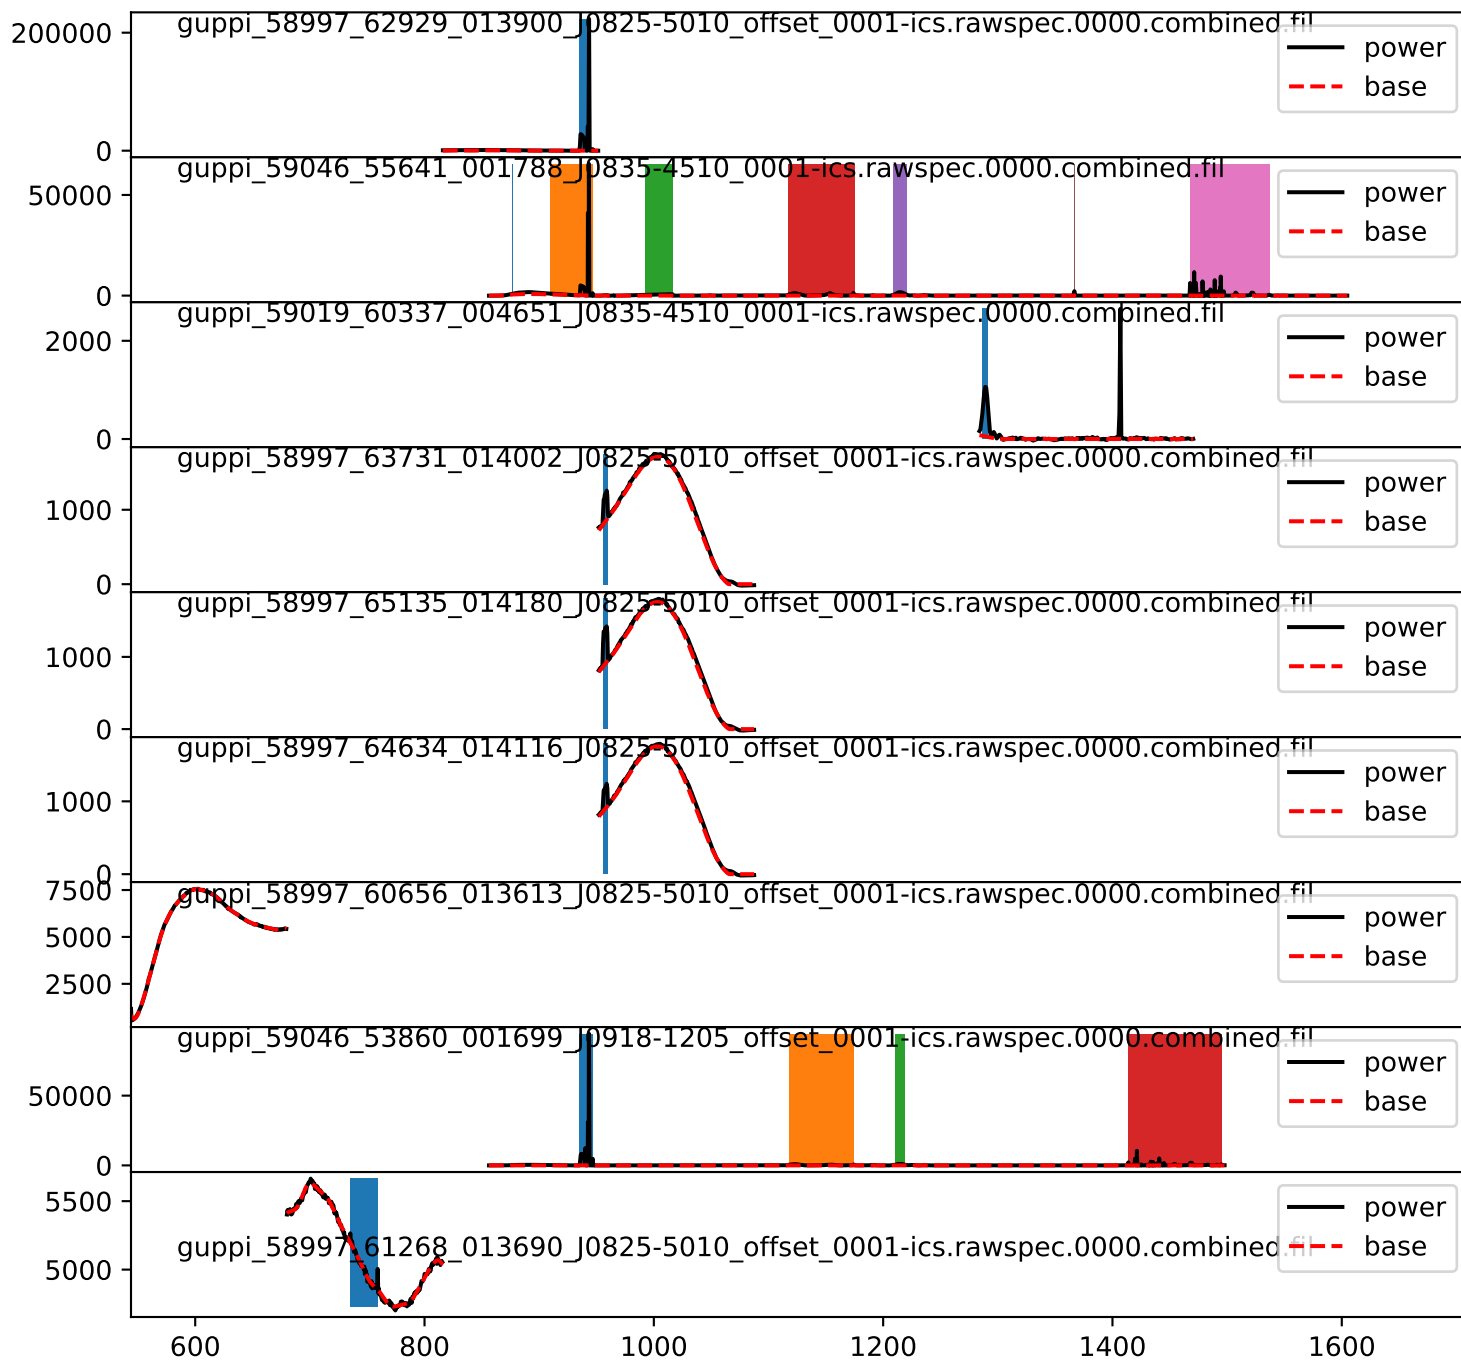 guppi_58997_62929_013900_J0825-5010_offset_0001-ics.rawspec.0000.combined.fil
200000
0
power
base
guppi_59046_55641_001788_J0835-4510_0001-ics.rawspec.0000.combined.fil
50000
0
power
base
guppi_59019_60337_004651_J0835-4510_0001-ics.rawspec.0000.combined.fil
2000
0
power
base
guppi_58997_63731_014002_J0825-5010_offset_0001-ics.rawspec.0000.combined.fil
1000
0
power
base
guppi_58997_65135_014180_J0825-5010_offset_0001-ics.rawspec.0000.combined.fil
1000
0
power
base
guppi_58997_64634_014116_J0825-5010_offset_0001-ics.rawspec.0000.combined.fil
1000
0
power
base
guppi_58997_60656_013613_J0825-5010_offset_0001-ics.rawspec.0000.combined.fil
7500
5000
2500
power
base
guppi_59046_53860_001699_J0918-1205_offset_0001-ics.rawspec.0000.combined.fil
50000
0
power
base
5500
5000
guppi_58997_61268_013690_J0825-5010_offset_0001-ics.rawspec.0000.combined.fil
power
base
600 800 1000 1200 1400 1600